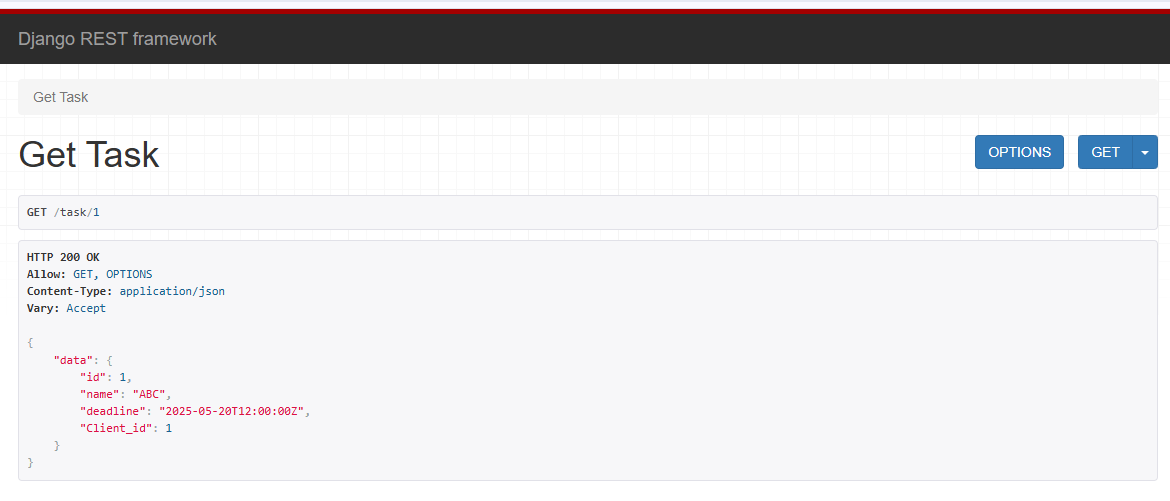 Django REST framework
Get Task
Get Task
OPTIONS
GET
GET /task/1
HTTP 200 OK
Allow: GET, OPTIONS
Content-Type: application/json
Vary: Accept
{
    "data": {
        "id": 1,
        "name": "ABC",
        "deadline": "2025-05-20T12:00:00Z",
        "Client_id": 1
    }
}